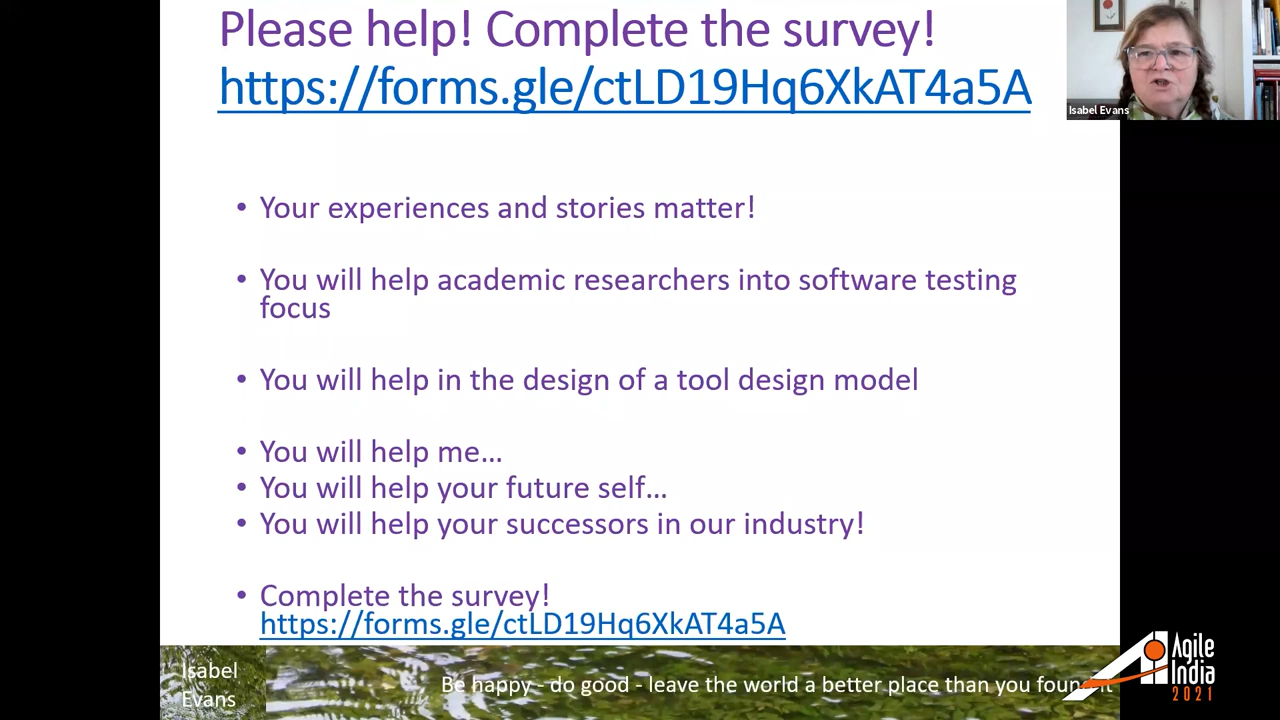 Please help! Complete the survey!
https://forms.gle/ctLD19Hq6XkAT4a5A
Isabel Evans
• Your experiences and stories matter!
• You will help academic researchers into software testing
focus
• You will help in the design of a tool design model
• You will help me…
• You will help your future self…
• You will help your successors in our industry!
• Complete the survey!
https://forms.gle/ctLD19Hq6XkAT4a5A
Isabel
Evans
Be happy - do good - leave the world a better place than you found it
Agile
India
2021